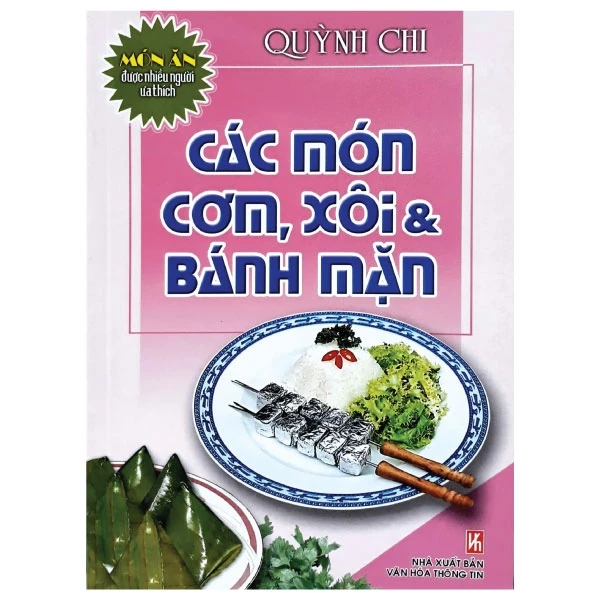 QUỲNH CHI
MÓN ĂN
được nhiều người
ưa thích
CÁC MÓN
CƠM, XÔI &
BÁNH MẶN
VH
NHÀ XUẤT BẢN
VĂN HÓA THÔNG TIN